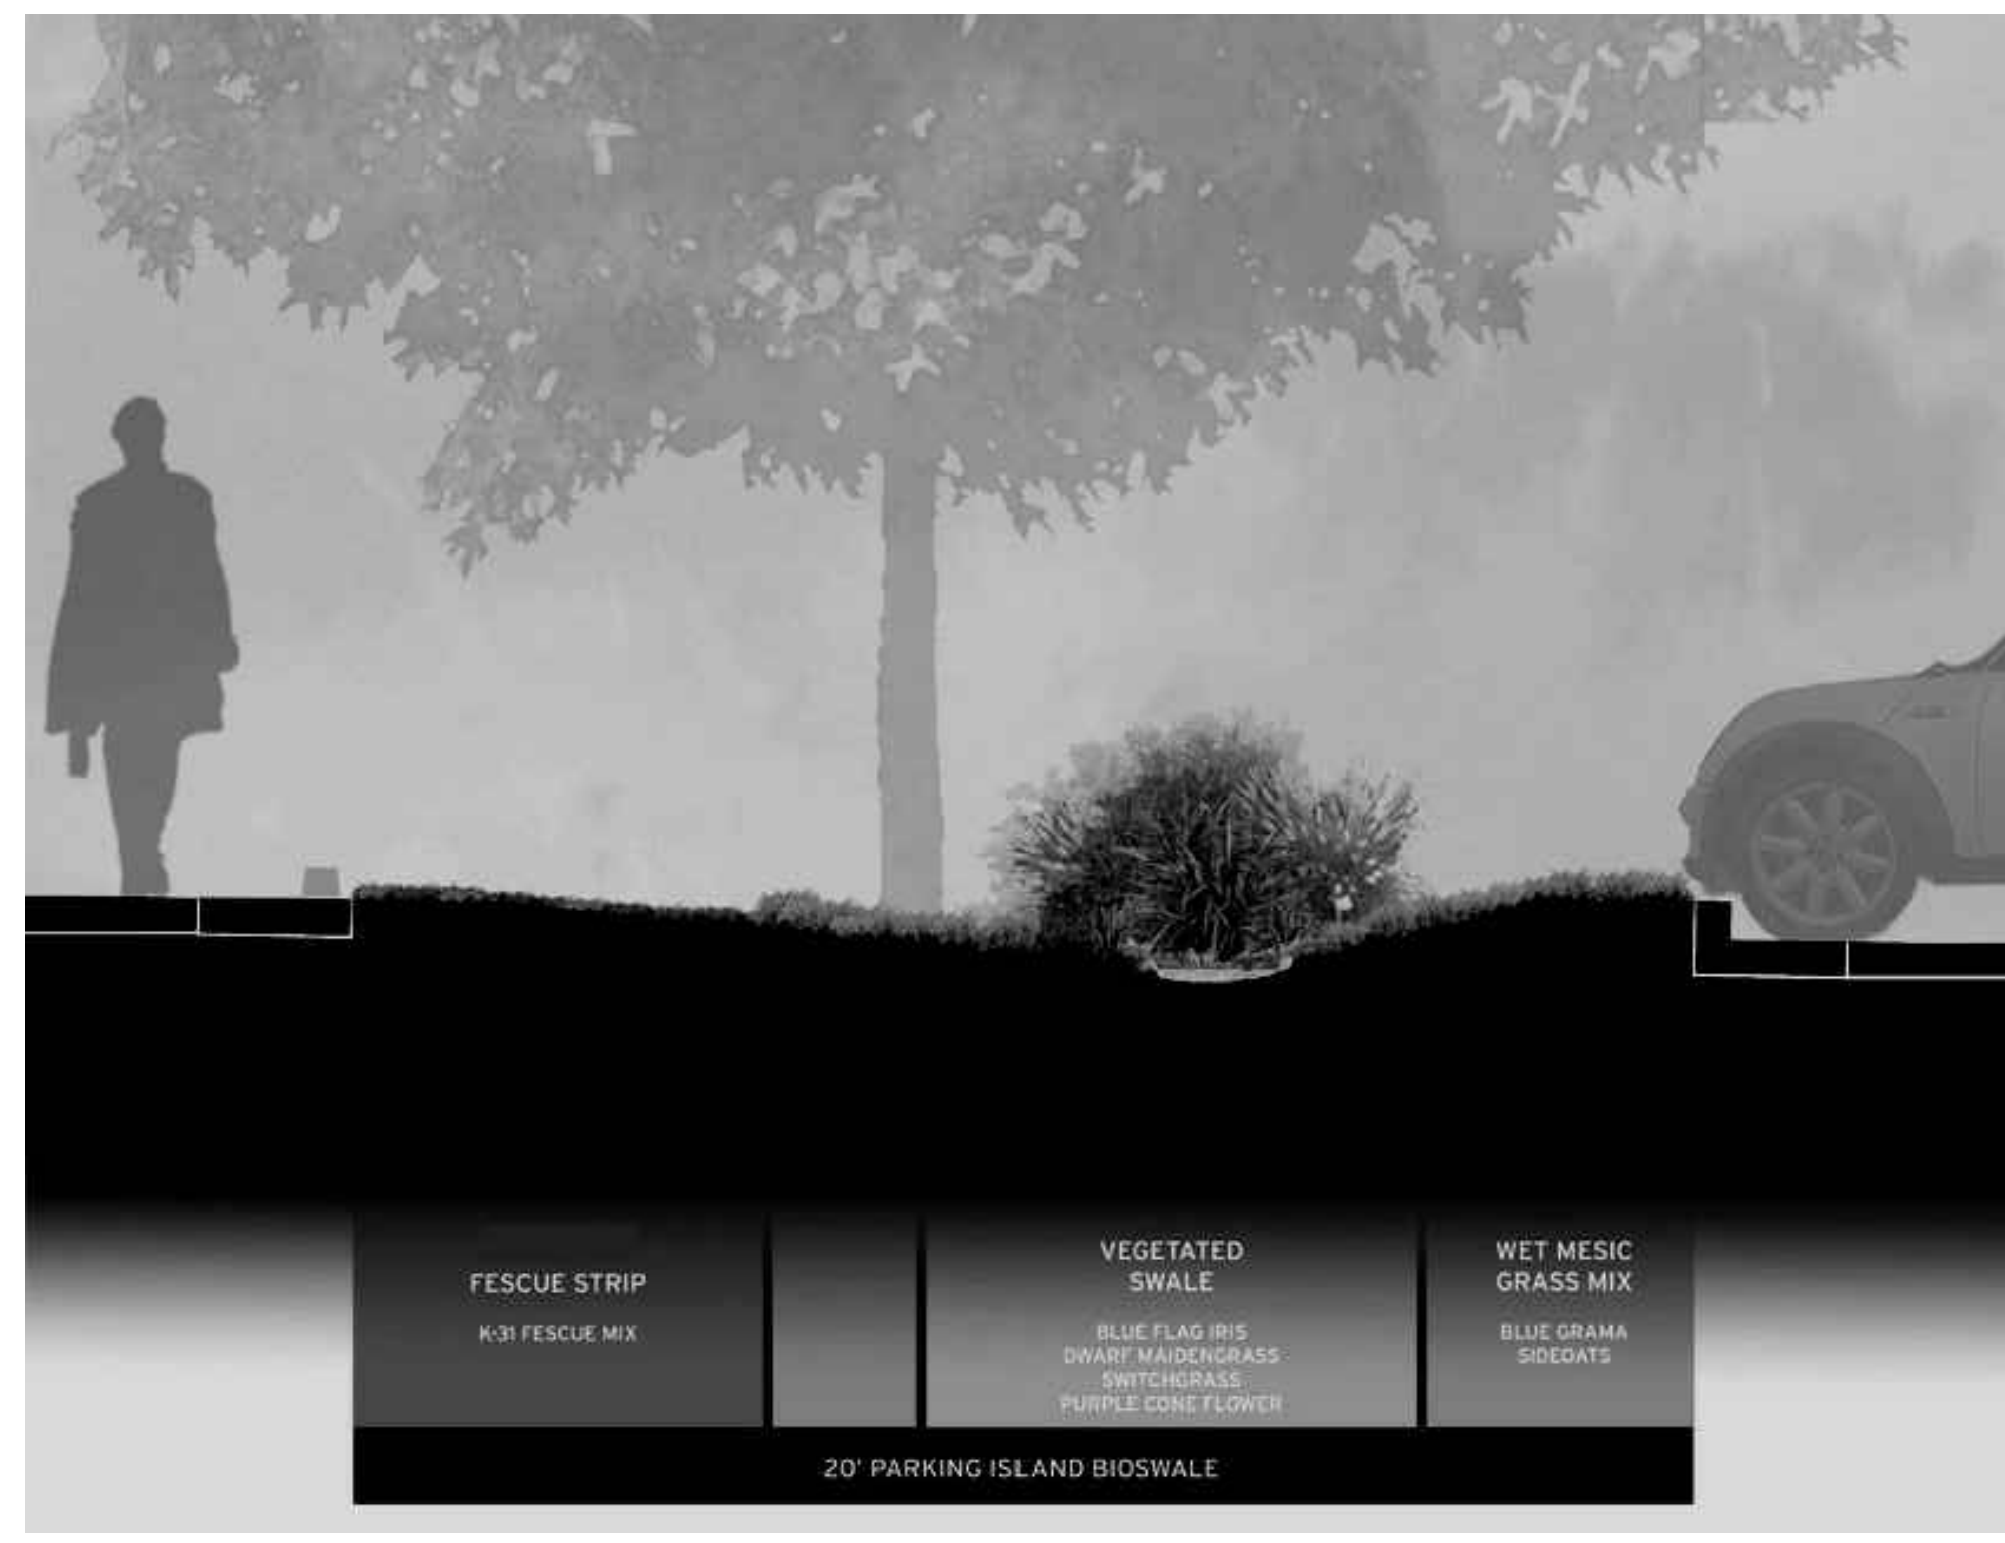 FESCUE STRIP
K-31 FESCUE MIX
VEGETATED
SWALE
BLUE FLAG IRIS
DWARF MAIDENGRASS
SWITCHGRASS
PURPLE CONE FLOWER
WET MESIC
GRASS MIX
BLUE GRAMA
SIDEOATS
20' PARKING ISLAND BIOSWALE